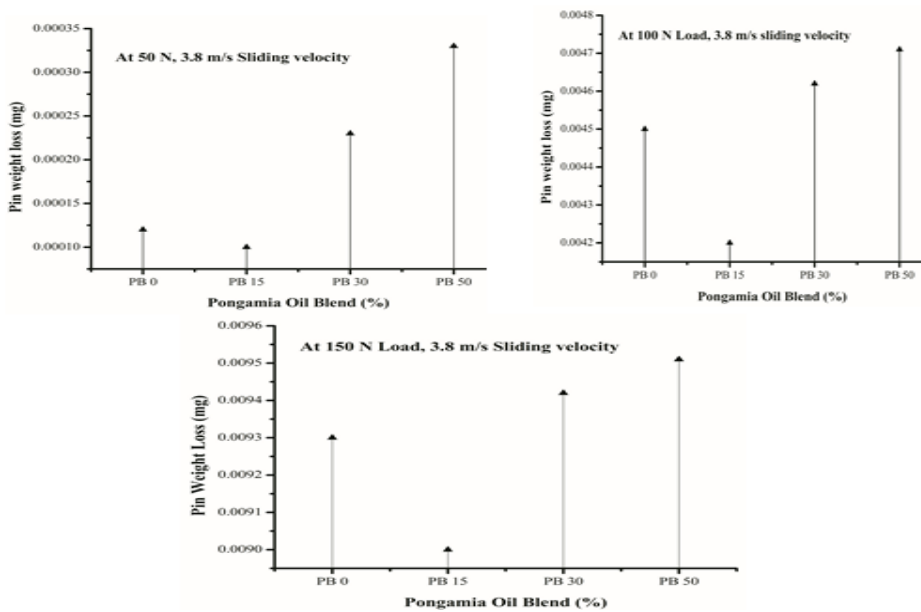 0.00035
At 50 N, 3.8 m/s Sliding velocity
0.00030
0.00025
0.00020
0.00015
0.00010
Pin weight loss (mg)
PB 0 PB 15 PB 30 PB 50
Pongamia Oil Blend (%)
0.0048
At 100 N Load, 3.8 m/s sliding velocity
0.0047
0.0046
0.0045
0.0044
0.0043
0.0042
Pin weight loss (mg)
PB 0 PB 15 PB 30 PB 50
Pongamia Oil Blend (%)
0.0096
At 150 N Load, 3.8 m/s Sliding velocity
0.0095
0.0094
0.0093
0.0092
0.0091
0.0090
Pin Weight Loss (mg)
PB 0 PB 15 PB 30 PB 50
Pongamia Oil Blend (%)